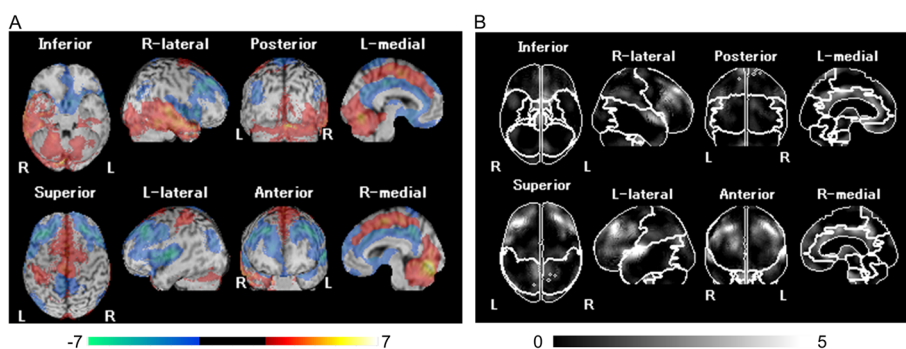 A
Inferior R-lateral Posterior L-medial
L R
R L
Superior L-lateral Anterior R-medial
R L
L R
-7 7
B
Inferior R-lateral Posterior L-medial
R L L R
Superior L-lateral Anterior R-medial
L R R L
0 5